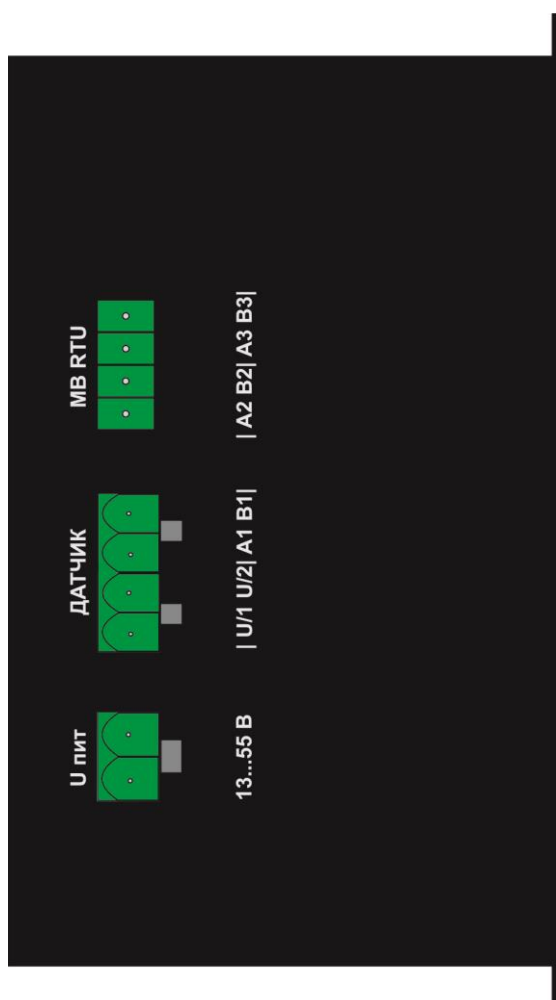 U пит
ДАТЧИК
MB RTU
13...55 В
| U/1 U/2| A1 B1|
| A2 B2| A3 B3|